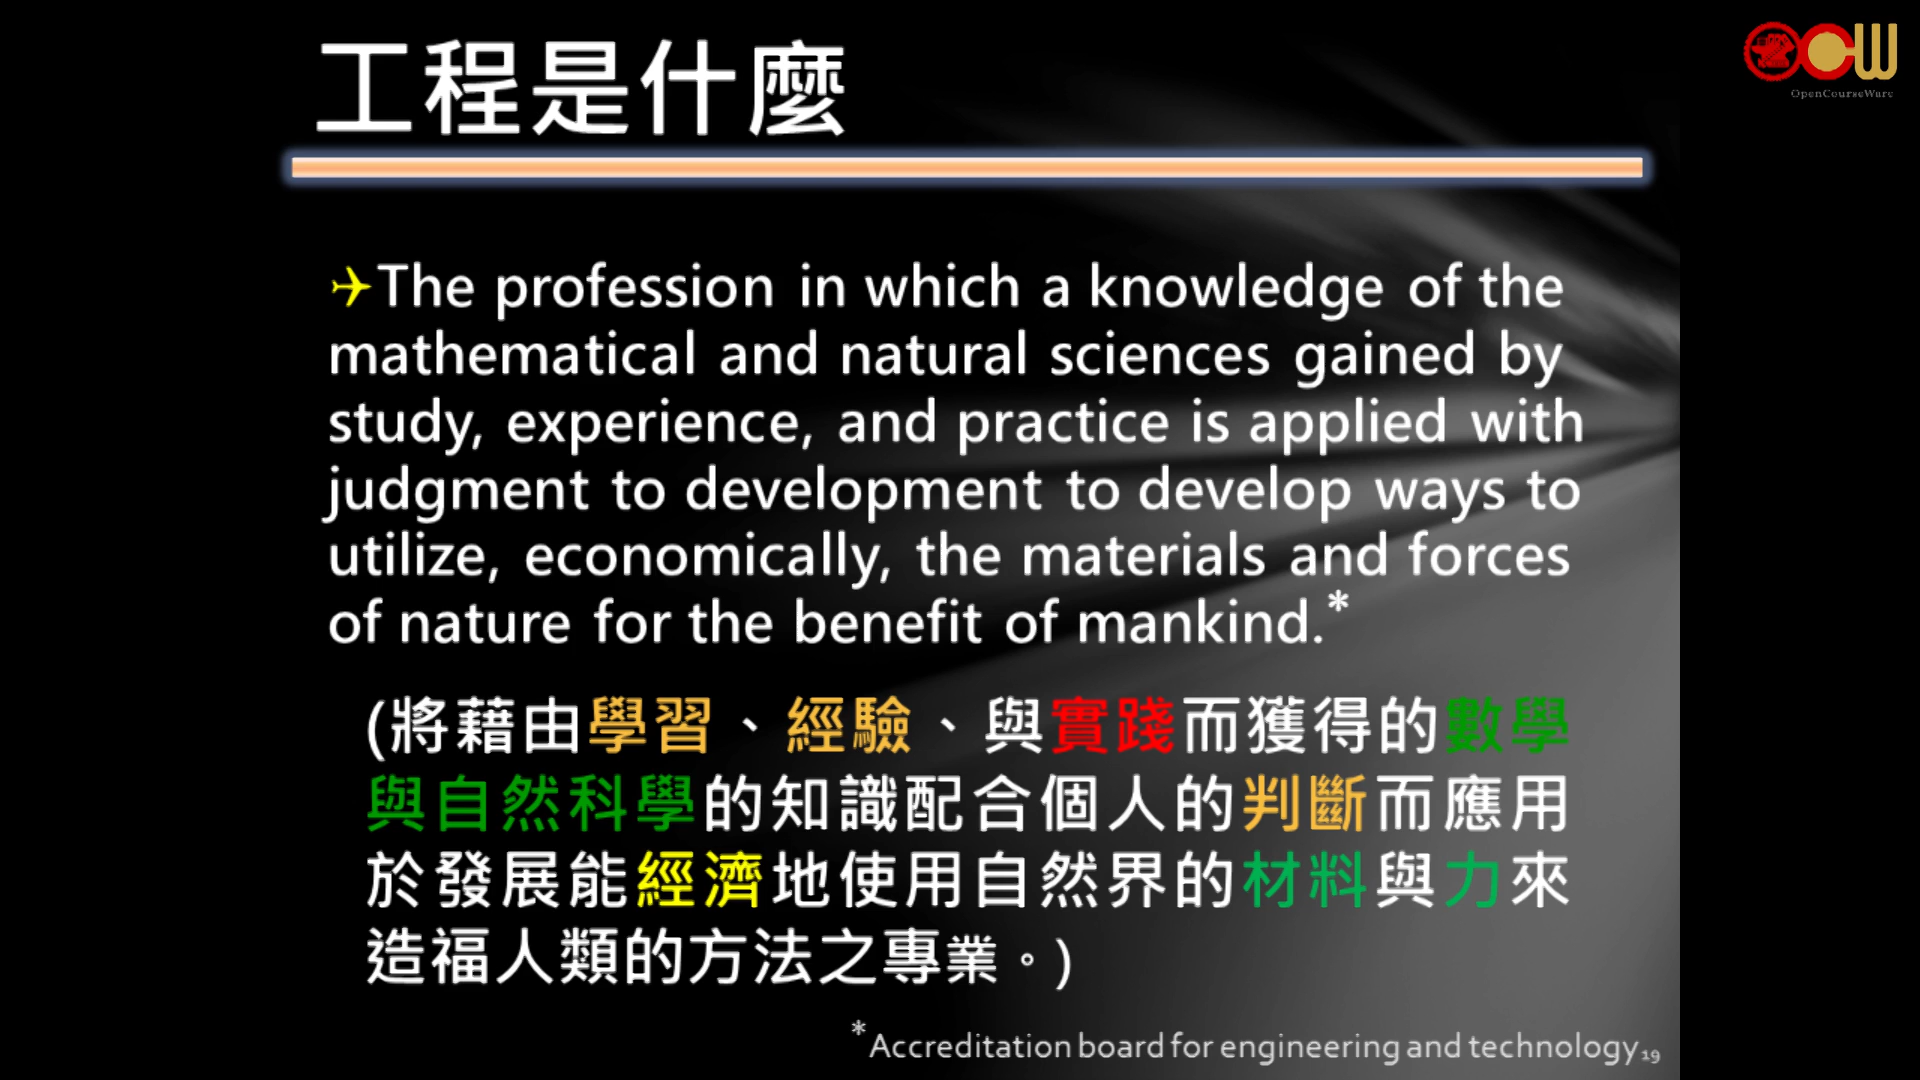 工程是什麼
OpenCourseWare
✈The profession in which a knowledge of the
mathematical and natural sciences gained by
study, experience, and practice is applied with
judgment to development to develop ways to
utilize, economically, the materials and forces
of nature for the benefit of mankind.*
(將藉由學習、經驗、與實踐而獲得的數學
與自然科學的知識配合個人的判斷而應用
於發展能經濟地使用自然界的材料與力來
造福人類的方法之專業。)
*Accreditation board for engineering and technology
19